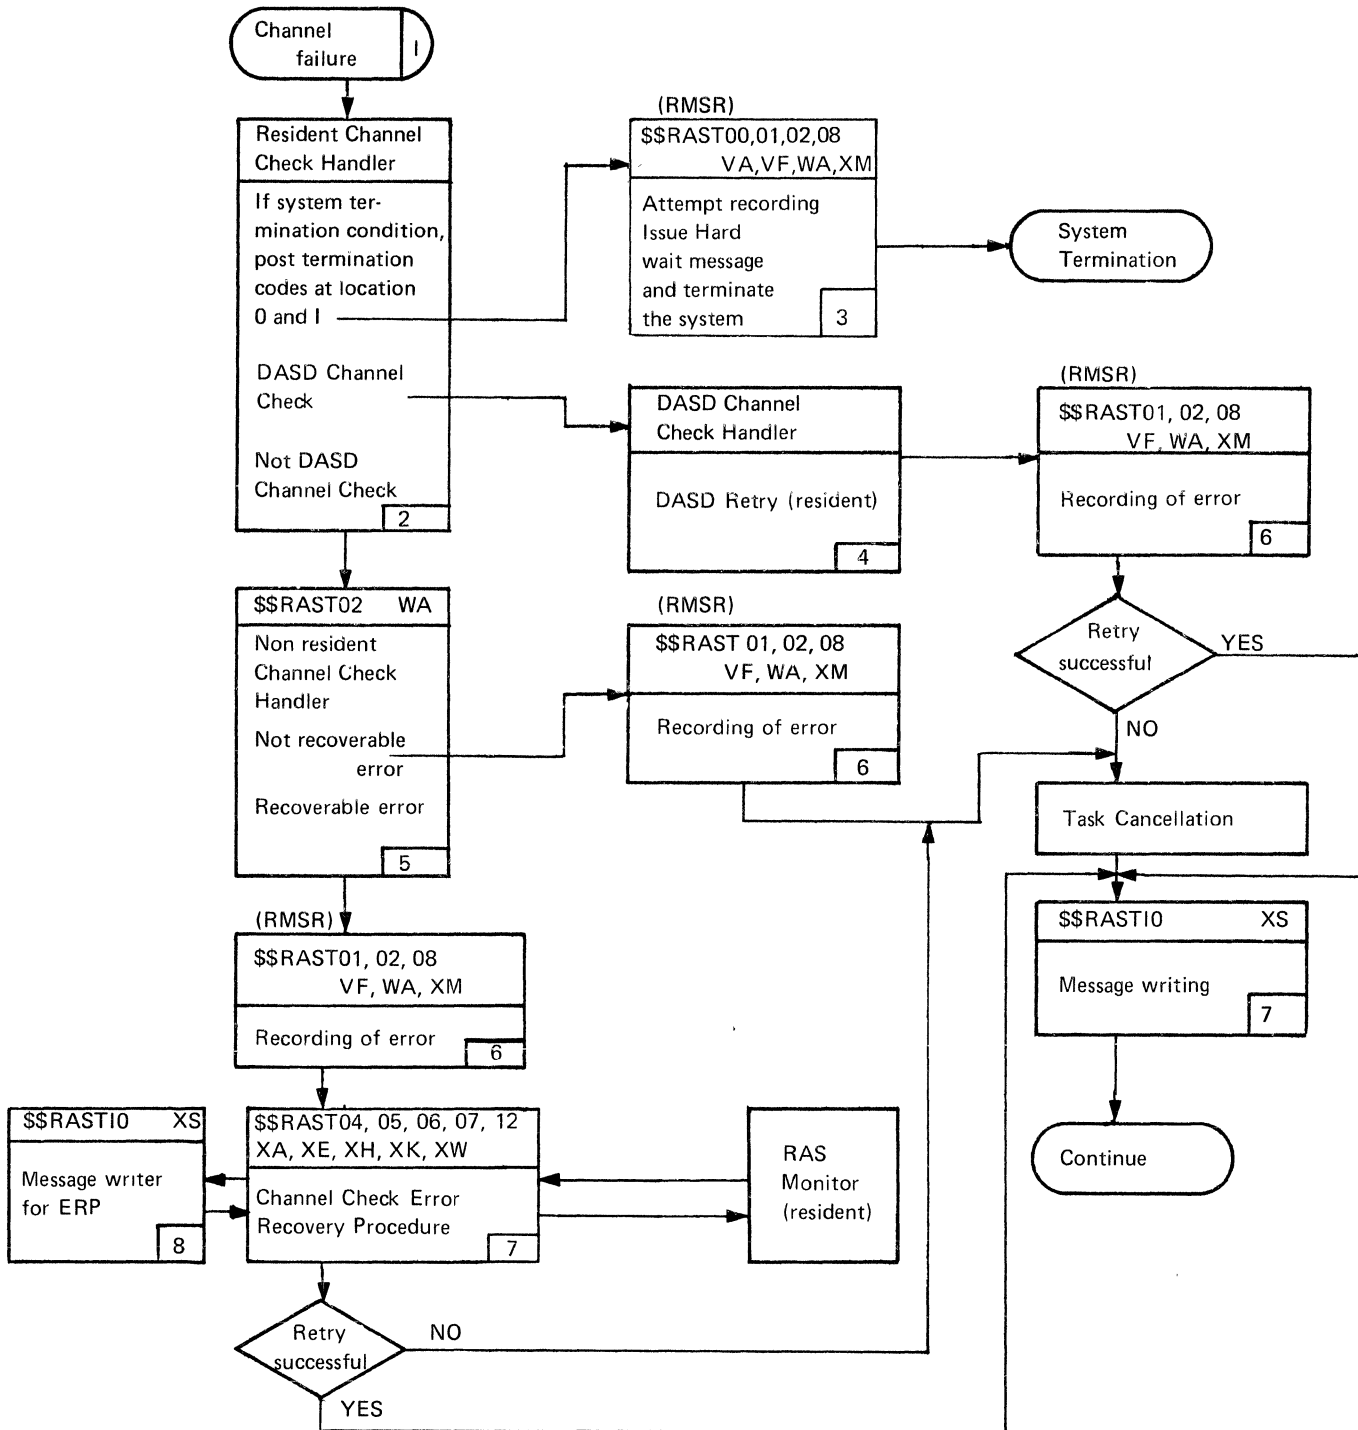 Channel
failure
1
Resident Channel
Check Handler
If system ter-
mination condition,
post termination
codes at location
0 and 1
DASD Channel
Check
Not DASD
Channel Check
2
(RMSR)
$$RAST00,01,02,08
VA,VF,WA,XM
Attempt recording
Issue Hard
wait message
and terminate
the system
3
System
Termination
DASD Channel
Check Handler
DASD Retry (resident)
4
(RMSR)
$$RAST01, 02, 08
VF, WA, XM
Recording of error
6
Retry
successful
YES
NO
$$RAST02 WA
Non resident
Channel Check
Handler
Not recoverable
error
Recoverable error
5
(RMSR)
$$RAST 01, 02, 08
VF, WA, XM
Recording of error
6
Task Cancellation
$$RAST10 XS
Message writing
7
Continue
(RMSR)
$$RAST01, 02, 08
VF, WA, XM
Recording of error
6
$$RAST10 XS
Message writer
for ERP
8
$$RAST04, 05, 06, 07, 12
XA, XE, XH, XK, XW
Channel Check Error
Recovery Procedure
7
RAS
Monitor
(resident)
Retry
successful
NO
YES